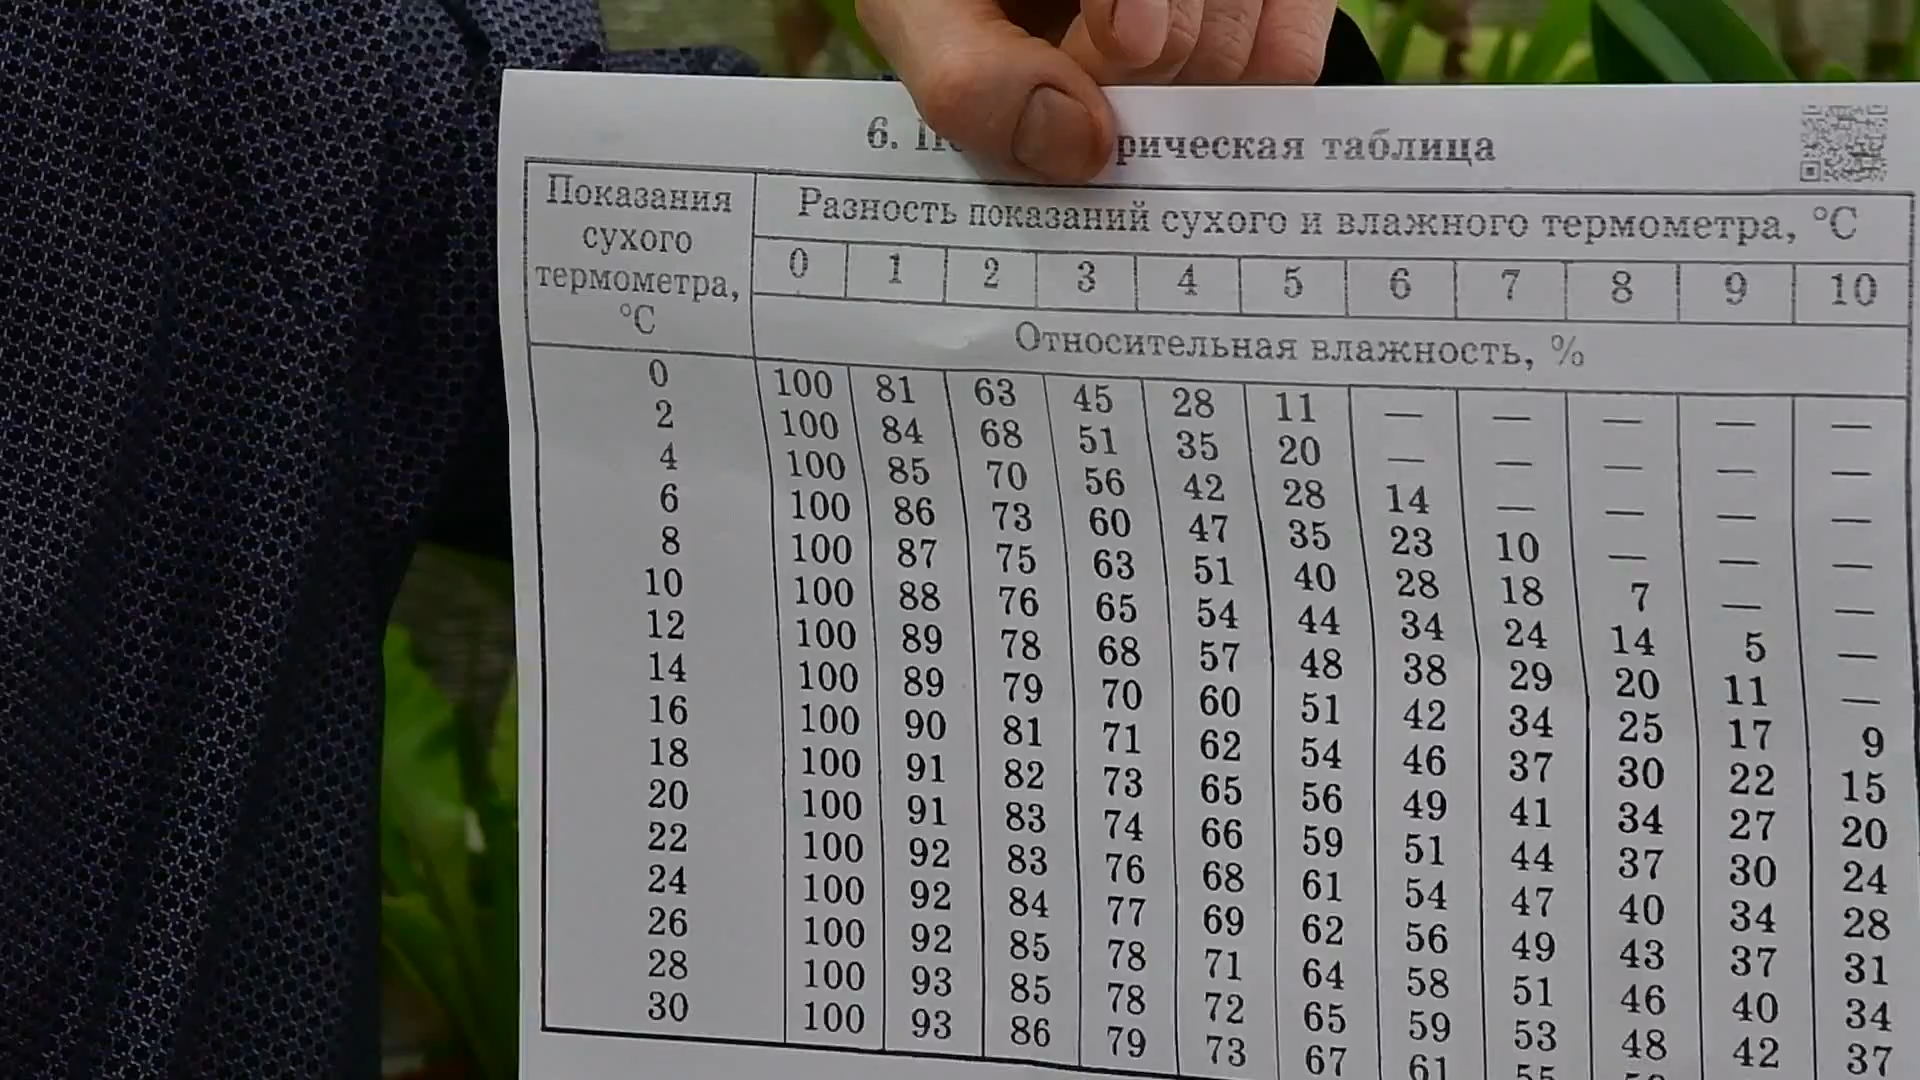 6. рическая таблица
Показания сухого термометра, °C
Разность показаний сухого и влажного термометра, °C
0 1 2 3 4 5 6 7 8 9 10
Относительная влажность, %
0 100 81 63 45 28 11 — — — — —
2 100 84 68 51 35 20 — — — — —
4 100 85 70 56 42 28 14 — — — —
6 100 86 73 60 47 35 23 10 — — —
8 100 87 75 63 51 40 28 18 7 — —
10 100 88 76 65 54 44 34 24 14 5 —
12 100 89 78 68 57 48 38 29 20 11 —
14 100 89 79 70 60 51 42 34 25 17 9
16 100 90 81 71 62 54 46 37 30 22 15
18 100 91 82 73 65 56 49 41 34 27 20
20 100 91 83 74 66 59 51 44 37 30 24
22 100 92 83 76 68 61 54 47 40 34 28
24 100 92 84 77 69 62 56 49 43 37 31
26 100 92 85 78 71 64 58 51 46 40 34
28 100 93 85 78 72 65 59 53 48 42 37
30 100 93 86 79 73 67 61 55